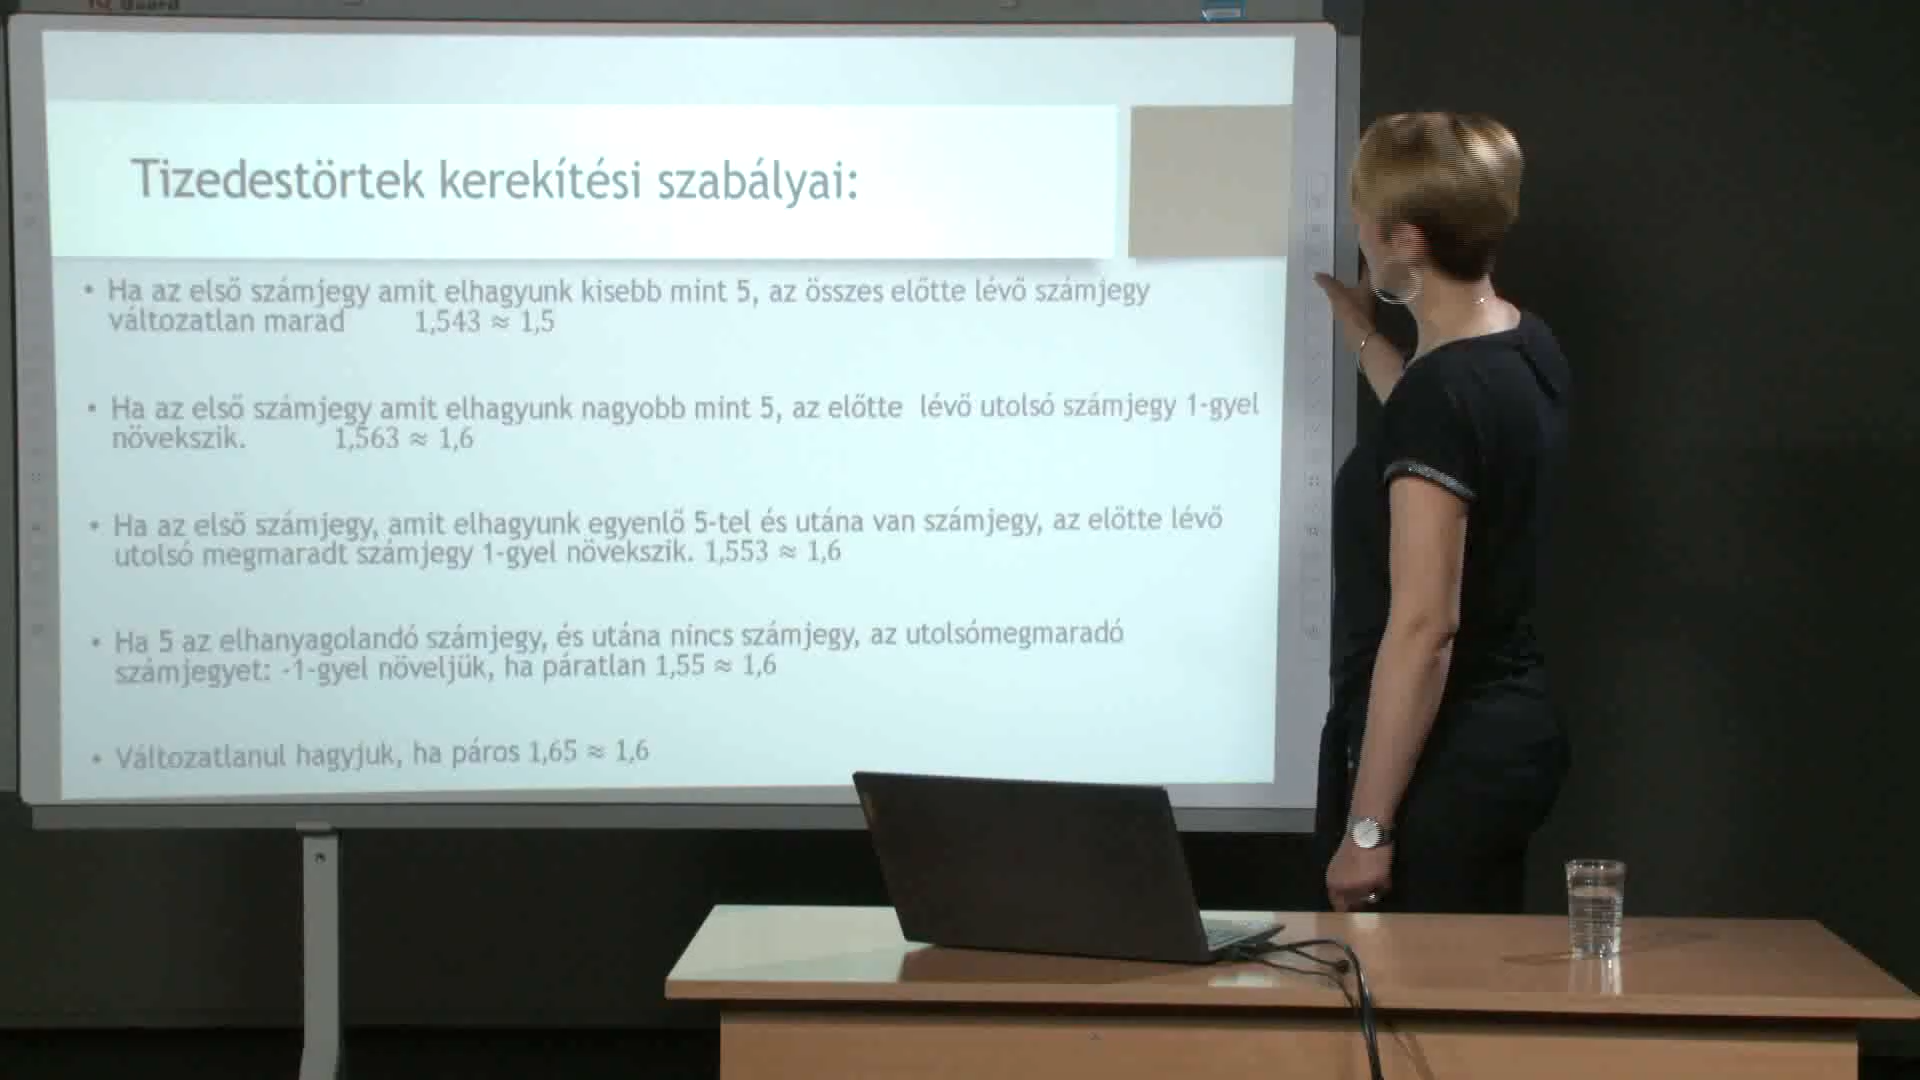 IQ Board
Tizedestörtek kerekítési szabályai:
• Ha az első számjegy amit elhagyunk kisebb mint 5, az összes előtte lévő számjegy
változatlan marad 1,543 ≈ 1,5
• Ha az első számjegy amit elhagyunk nagyobb mint 5, az előtte lévő utolsó számjegy 1-gyel
növekszik. 1,563 ≈ 1,6
• Ha az első számjegy, amit elhagyunk egyenlő 5-tel és utána van számjegy, az előtte lévő
utolsó megmaradt számjegy 1-gyel növekszik. 1,553 ≈ 1,6
• Ha 5 az elhanyagolandó számjegy, és utána nincs számjegy, az utolsómegmaradó
számjegyet: -1-gyel növeljük, ha páratlan 1,55 ≈ 1,6
• Változatlanul hagyjuk, ha páros 1,65 ≈ 1,6